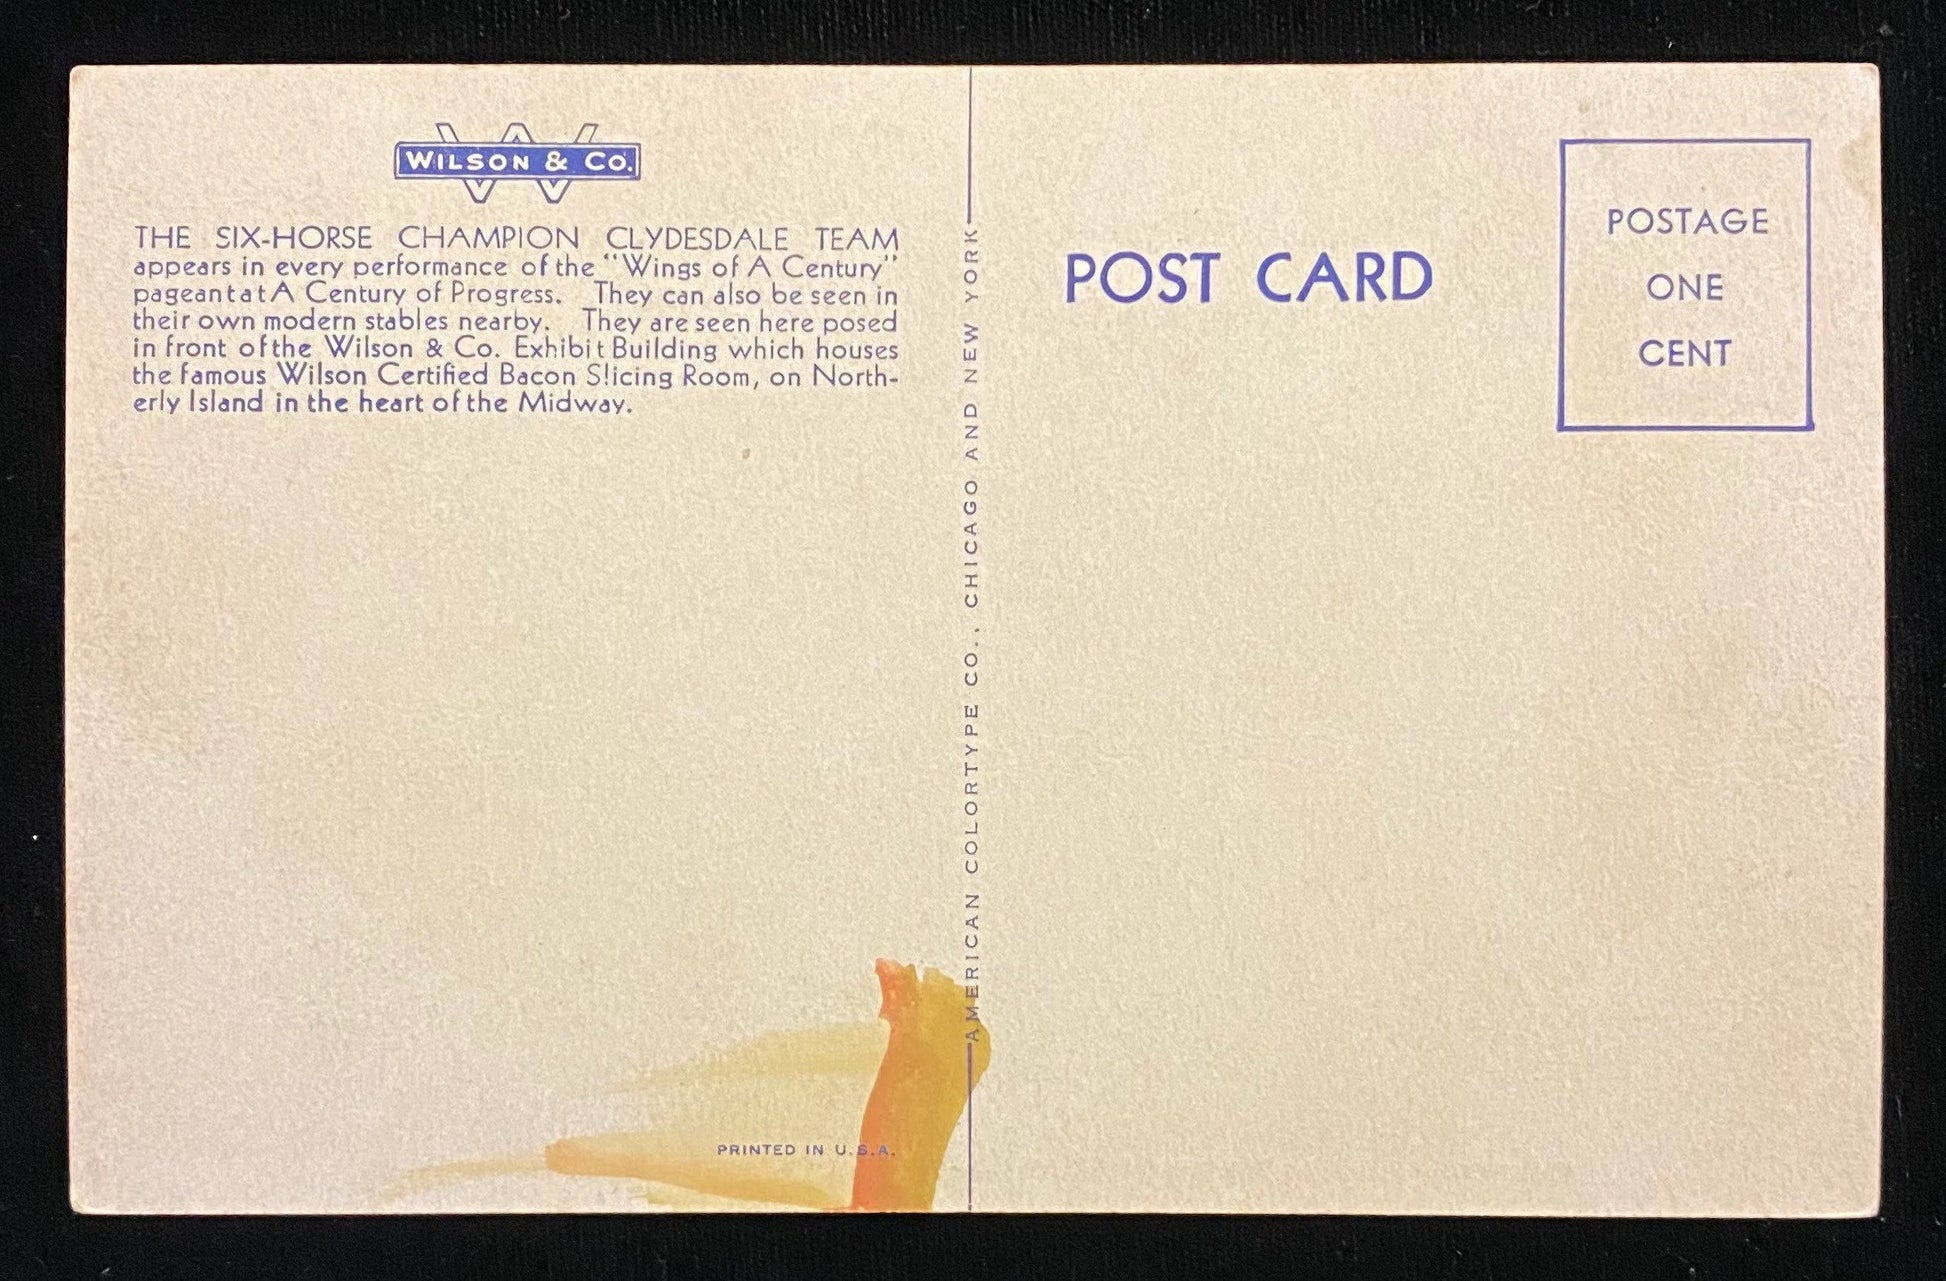 WILSON & CO.
THE SIX-HORSE CHAMPION CLYDESDALE TEAM
appears in every performance of the "Wings of A Century"
pageant at A Century of Progress. They can also be seen in
their own modern stables nearby. They are seen here posed
in front of the Wilson & Co. Exhibit Building which houses
the famous Wilson Certified Bacon Slicing Room, on North-
erly Island in the heart of the Midway.
PRINTED IN U.S.A.
AMERICAN COLORTYPE CO., CHICAGO AND NEW YORK
POST CARD
POSTAGE
ONE
CENT